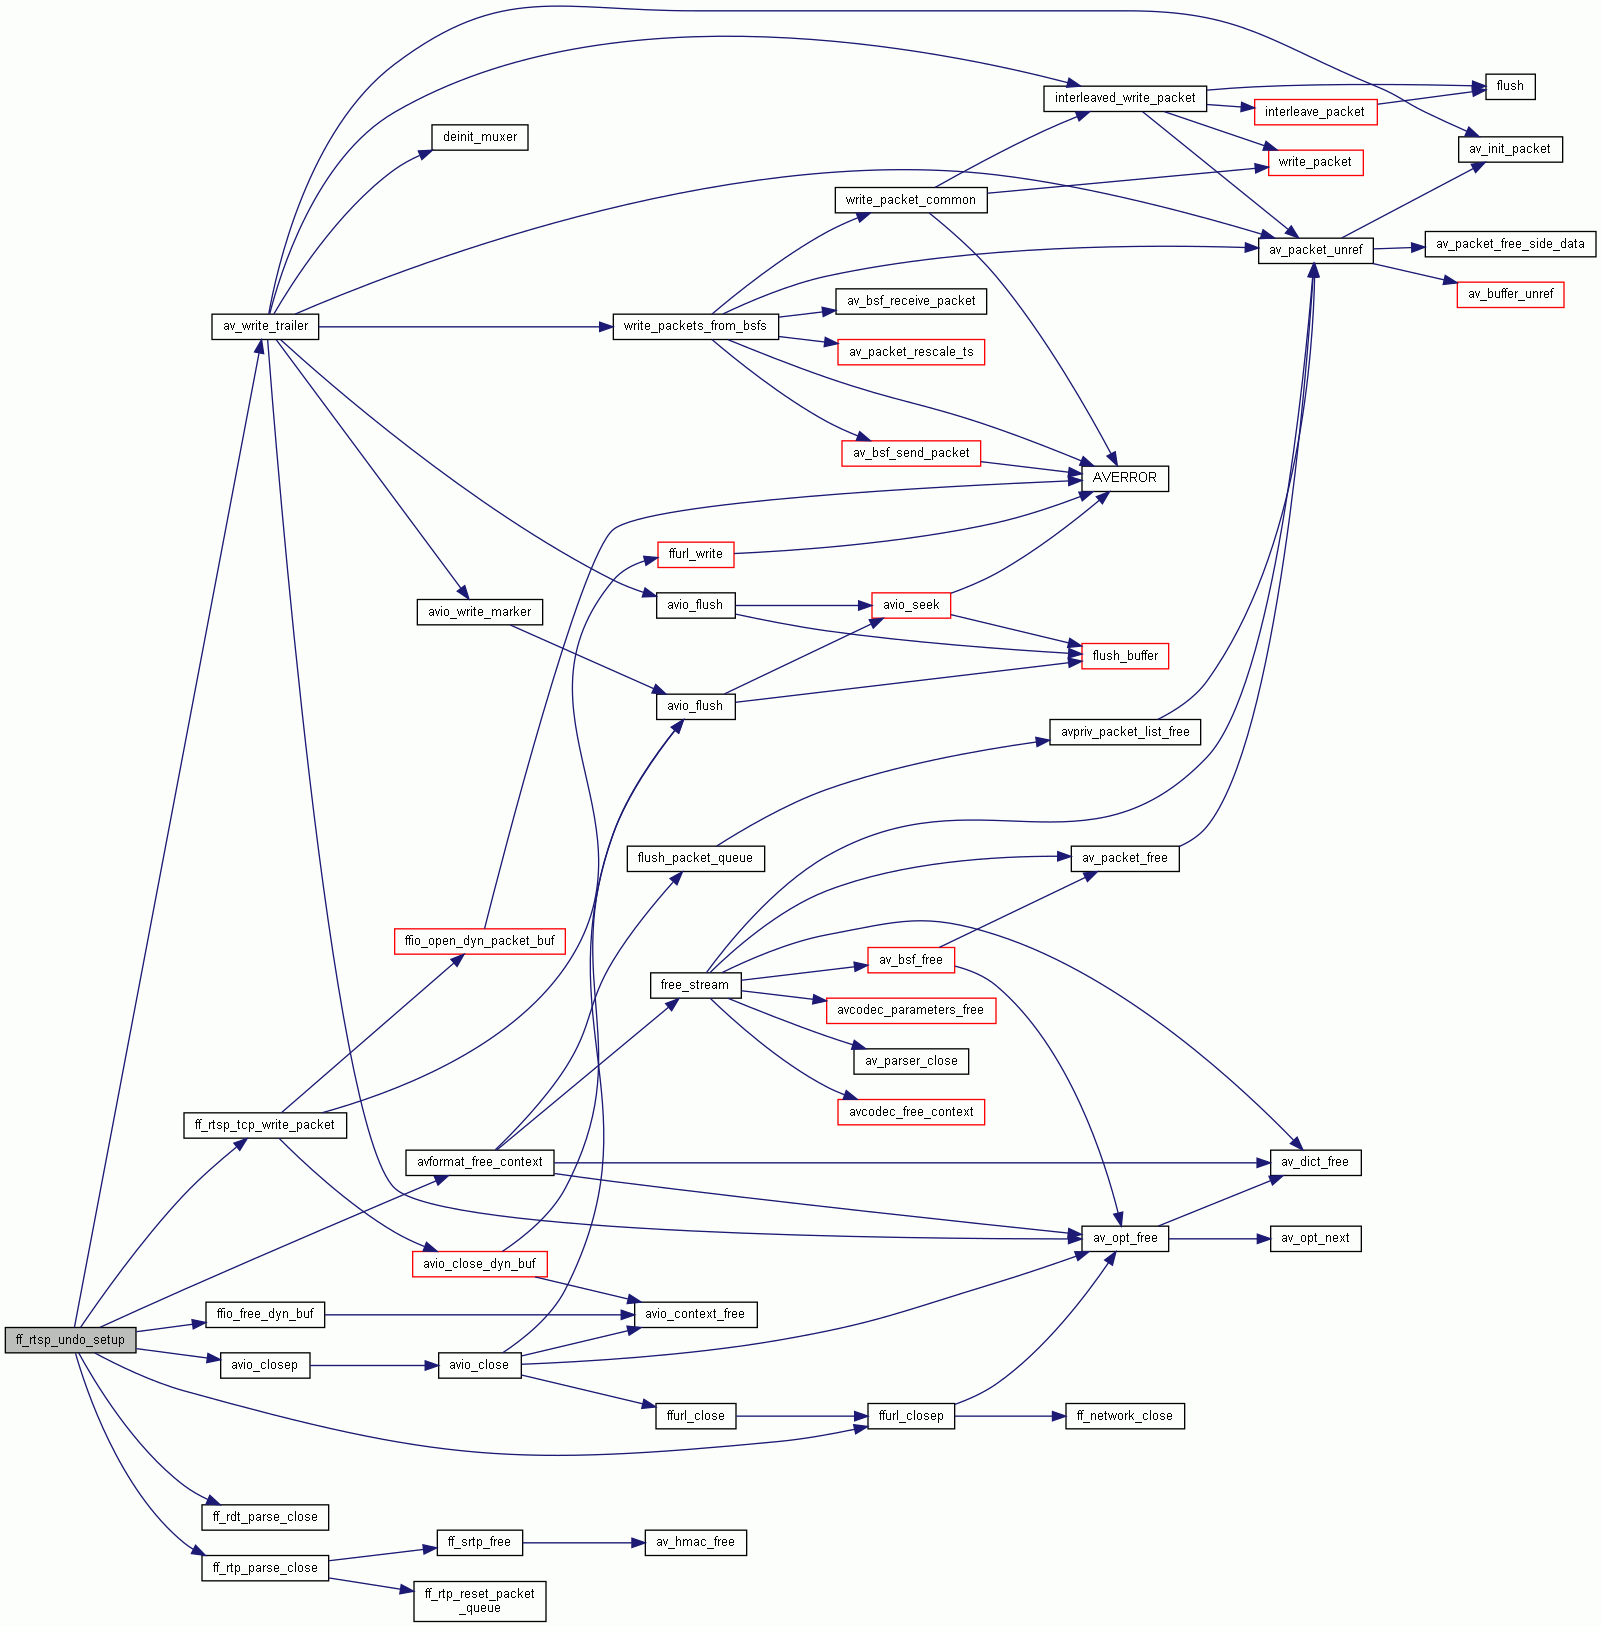 flush
interleaved_write_packet
interleave_packet
deinit_muxer
av_init_packet
write_packet
write_packet_common
av_packet_unref
av_packet_free_side_data
av_buffer_unref
av_bsf_receive_packet
av_write_trailer
write_packets_from_bsfs
av_packet_rescale_ts
av_bsf_send_packet
AVERROR
ffurl_write
avio_write_marker
avio_flush
avio_seek
flush_buffer
avio_flush
avpriv_packet_list_free
flush_packet_queue
av_packet_free
ffio_open_dyn_packet_buf
av_bsf_free
free_stream
avcodec_parameters_free
av_parser_close
avcodec_free_context
ff_rtsp_tcp_write_packet
avformat_free_context
av_dict_free
av_opt_free
av_opt_next
avio_close_dyn_buf
ffio_free_dyn_buf
avio_context_free
ff_rtsp_undo_setup
avio_closep
avio_close
ffurl_close
ffurl_closep
ff_network_close
ff_rdt_parse_close
ff_srtp_free
av_hmac_free
ff_rtp_parse_close
ff_rtp_reset_packet
_queue